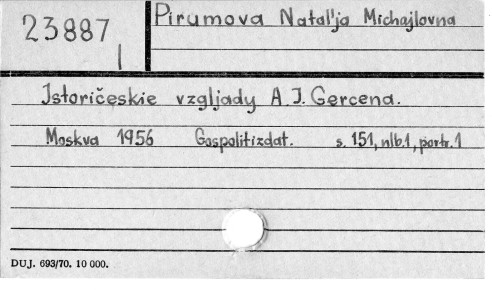 23887
Pirumova Natal'ja Michajlovna
Istoričeskie vzgljady A.I. Gercena.
Moskva 1956 Gospolitizdat. s. 151, nlb.1, portr.1
DUJ. 693/70. 10 000.